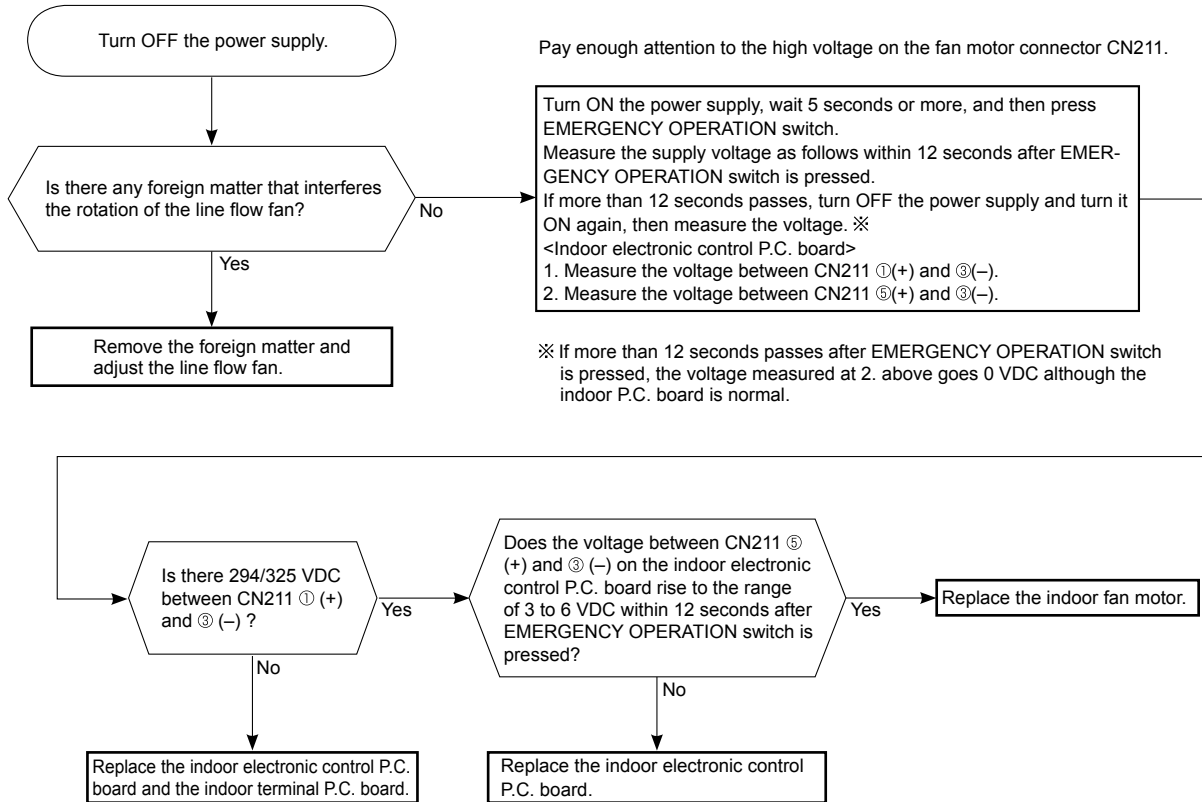 Turn OFF the power supply.
Pay enough attention to the high voltage on the fan motor connector CN211.
Is there any foreign matter that interferes
the rotation of the line flow fan?
No
Yes
Remove the foreign matter and
adjust the line flow fan.
Turn ON the power supply, wait 5 seconds or more, and then press
EMERGENCY OPERATION switch.
Measure the supply voltage as follows within 12 seconds after EMER-
GENCY OPERATION switch is pressed.
If more than 12 seconds passes, turn OFF the power supply and turn it
ON again, then measure the voltage. ※
<Indoor electronic control P.C. board>
1. Measure the voltage between CN211 ①(+) and ③(–).
2. Measure the voltage between CN211 ⑤(+) and ③(–).
※ If more than 12 seconds passes after EMERGENCY OPERATION switch
is pressed, the voltage measured at 2. above goes 0 VDC although the
indoor P.C. board is normal.
Is there 294/325 VDC
between CN211 ① (+)
and ③ (–) ?
Yes
No
Replace the indoor electronic control P.C.
board and the indoor terminal P.C. board.
Does the voltage between CN211 ⑤
(+) and ③ (–) on the indoor electronic
control P.C. board rise to the range
of 3 to 6 VDC within 12 seconds after
EMERGENCY OPERATION switch is
pressed?
Yes
No
Replace the indoor electronic control
P.C. board.
Replace the indoor fan motor.